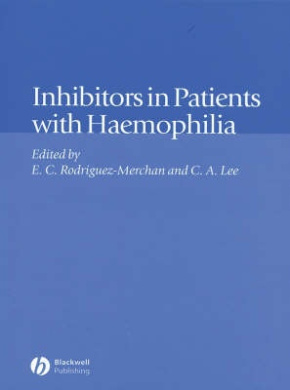 Inhibitors in Patients
with Haemophilia
Edited by
E. C. Rodriguez-Merchan and C. A. Lee
Blackwell
Publishing